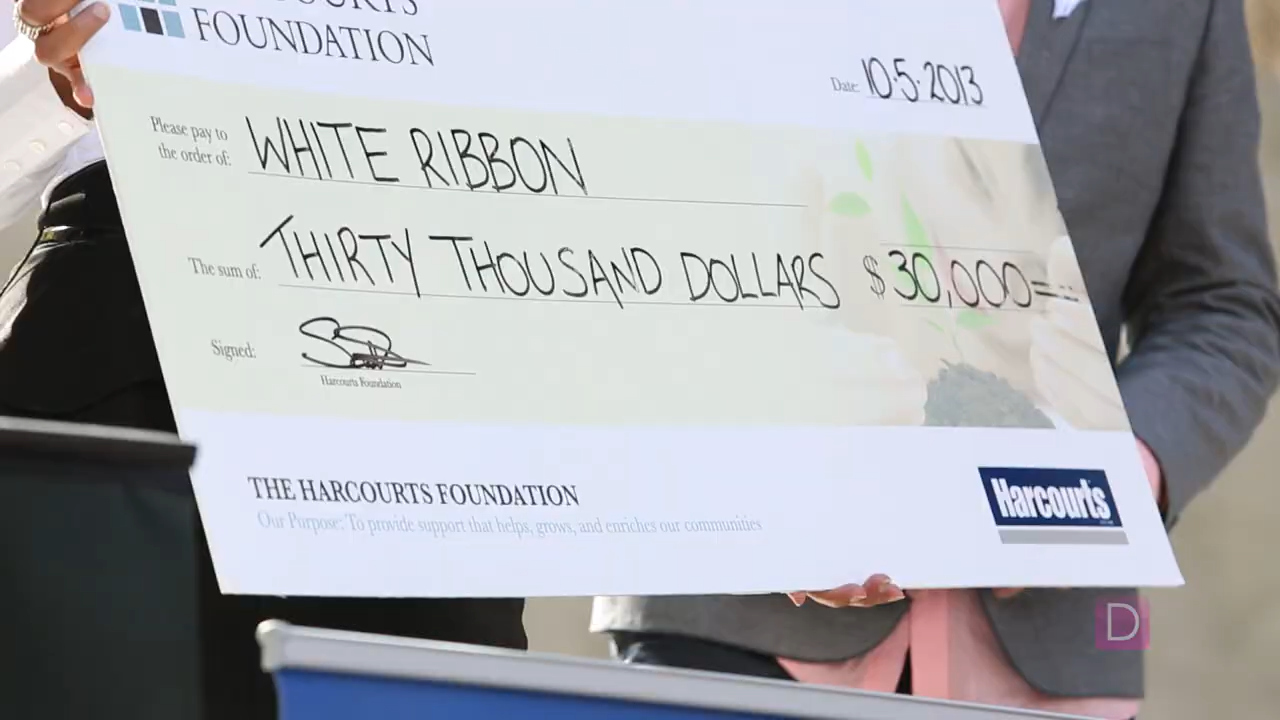 FOUNDATION
Date: 10.5.2013
Please pay to
the order of: WHITE RIBBON
The sum of: THIRTY THOUSAND DOLLARS $30,000=
Signed:
Harcourts Foundation
THE HARCOURTS FOUNDATION
Our Purpose: To provide support that helps, grows, and enriches our communities
Harcourts
D